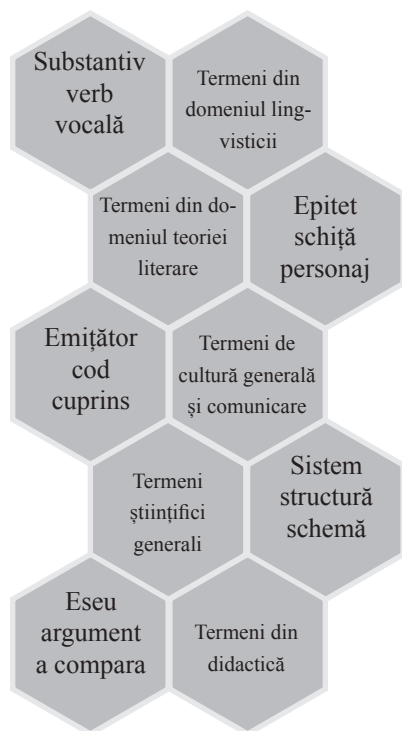 Substantiv
verb
vocală
Termeni din
domeniul ling-
visticii
Termeni din do-
meniul teoriei
literare
Epitet
schiță
personaj
Emițător
cod
cuprins
Termeni de
cultură generală
și comunicare
Termeni
științifici
generali
Sistem
structură
schemă
Eseu
argument
a compara
Termeni din
didactică